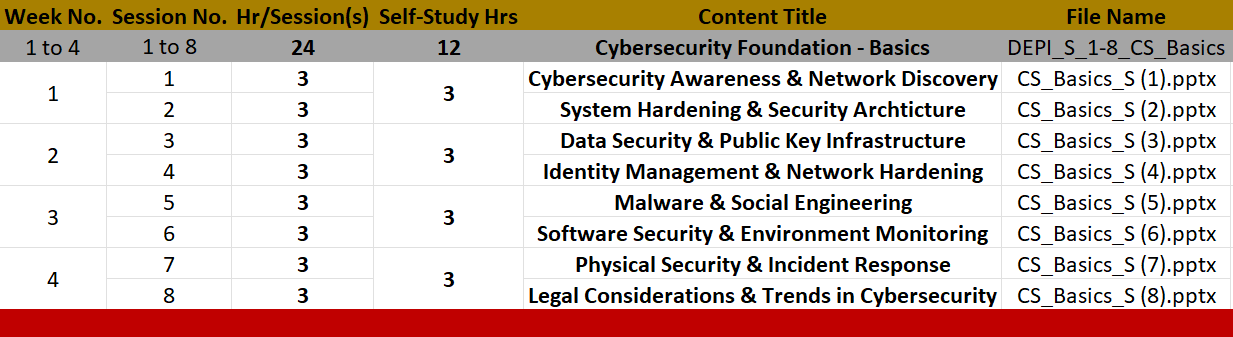 Week No. Session No. Hr/Session(s) Self-Study Hrs Content Title File Name
1 to 4 1 to 8 24 12 Cybersecurity Foundation - Basics DEPI_S_1-8_CS_Basics
1 1 3 3 Cybersecurity Awareness & Network Discovery CS_Basics_S (1).pptx
2 3 System Hardening & Security Archticture CS_Basics_S (2).pptx
2 3 3 3 Data Security & Public Key Infrastructure CS_Basics_S (3).pptx
4 3 Identity Management & Network Hardening CS_Basics_S (4).pptx
3 5 3 3 Malware & Social Engineering CS_Basics_S (5).pptx
6 3 Software Security & Environment Monitoring CS_Basics_S (6).pptx
4 7 3 3 Physical Security & Incident Response CS_Basics_S (7).pptx
8 3 Legal Considerations & Trends in Cybersecurity CS_Basics_S (8).pptx